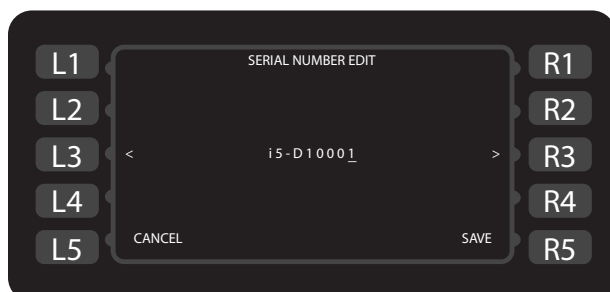 SERIAL NUMBER EDIT
L1 R1
L2 R2
L3 < i5-D10001 > R3
L4 R4
CANCEL SAVE
L5 R5